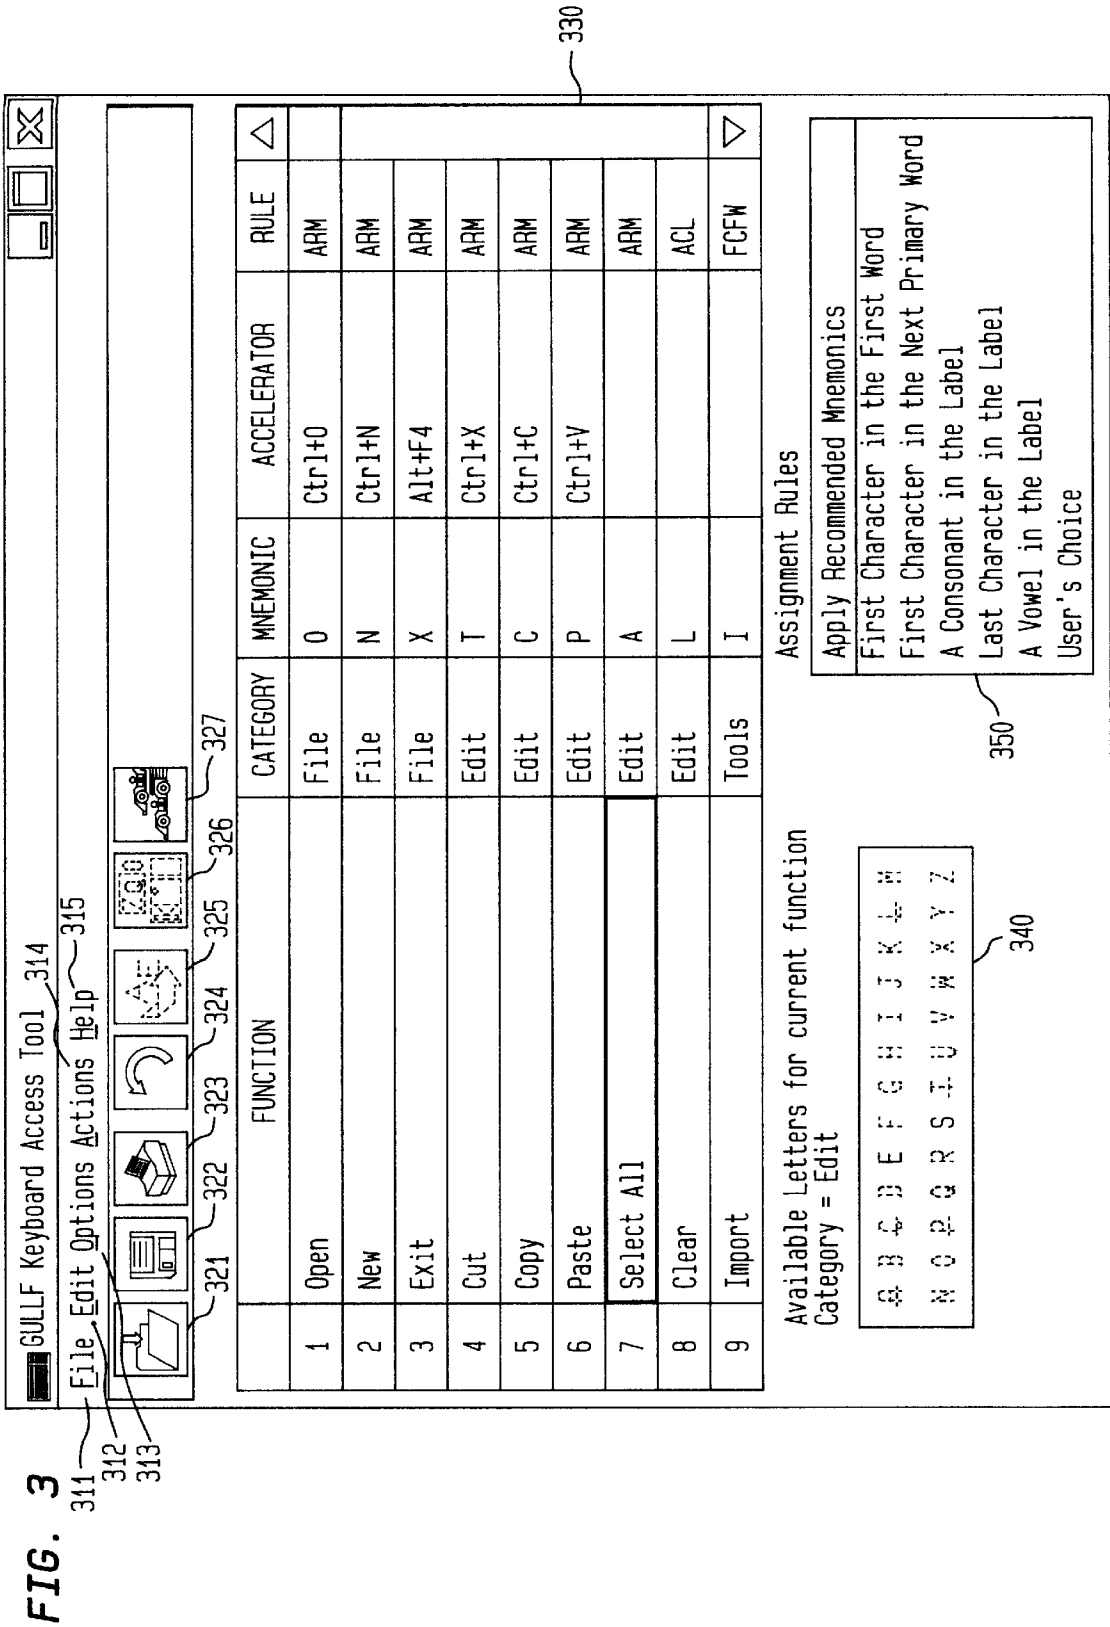 FIG. 3
GULLF Keyboard Access Tool
File Edit Options Actions Help
311
312
313
314
315
321
322
323
324
325
326
327
FUNCTION CATEGORY MNEMONIC ACCELERATOR RULE
1 Open File O Ctrl+O ARM
2 New File N Ctrl+N ARM
3 Exit File X Alt+F4 ARM
4 Cut Edit T Ctrl+X ARM
5 Copy Edit C Ctrl+C ARM
6 Paste Edit P Ctrl+V ARM
7 Select All Edit A ARM
8 Clear Edit L ACL
9 Import Tools I FCFW
330
Available Letters for current function
Category = Edit
A B C D E F G H I J K L M
N O P Q R S T U V W X Y Z
340
Assignment Rules
Apply Recommended Mnemonics
First Character in the First Word
First Character in the Next Primary Word
A Consonant in the Label
Last Character in the Label
A Vowel in the Label
User's Choice
350